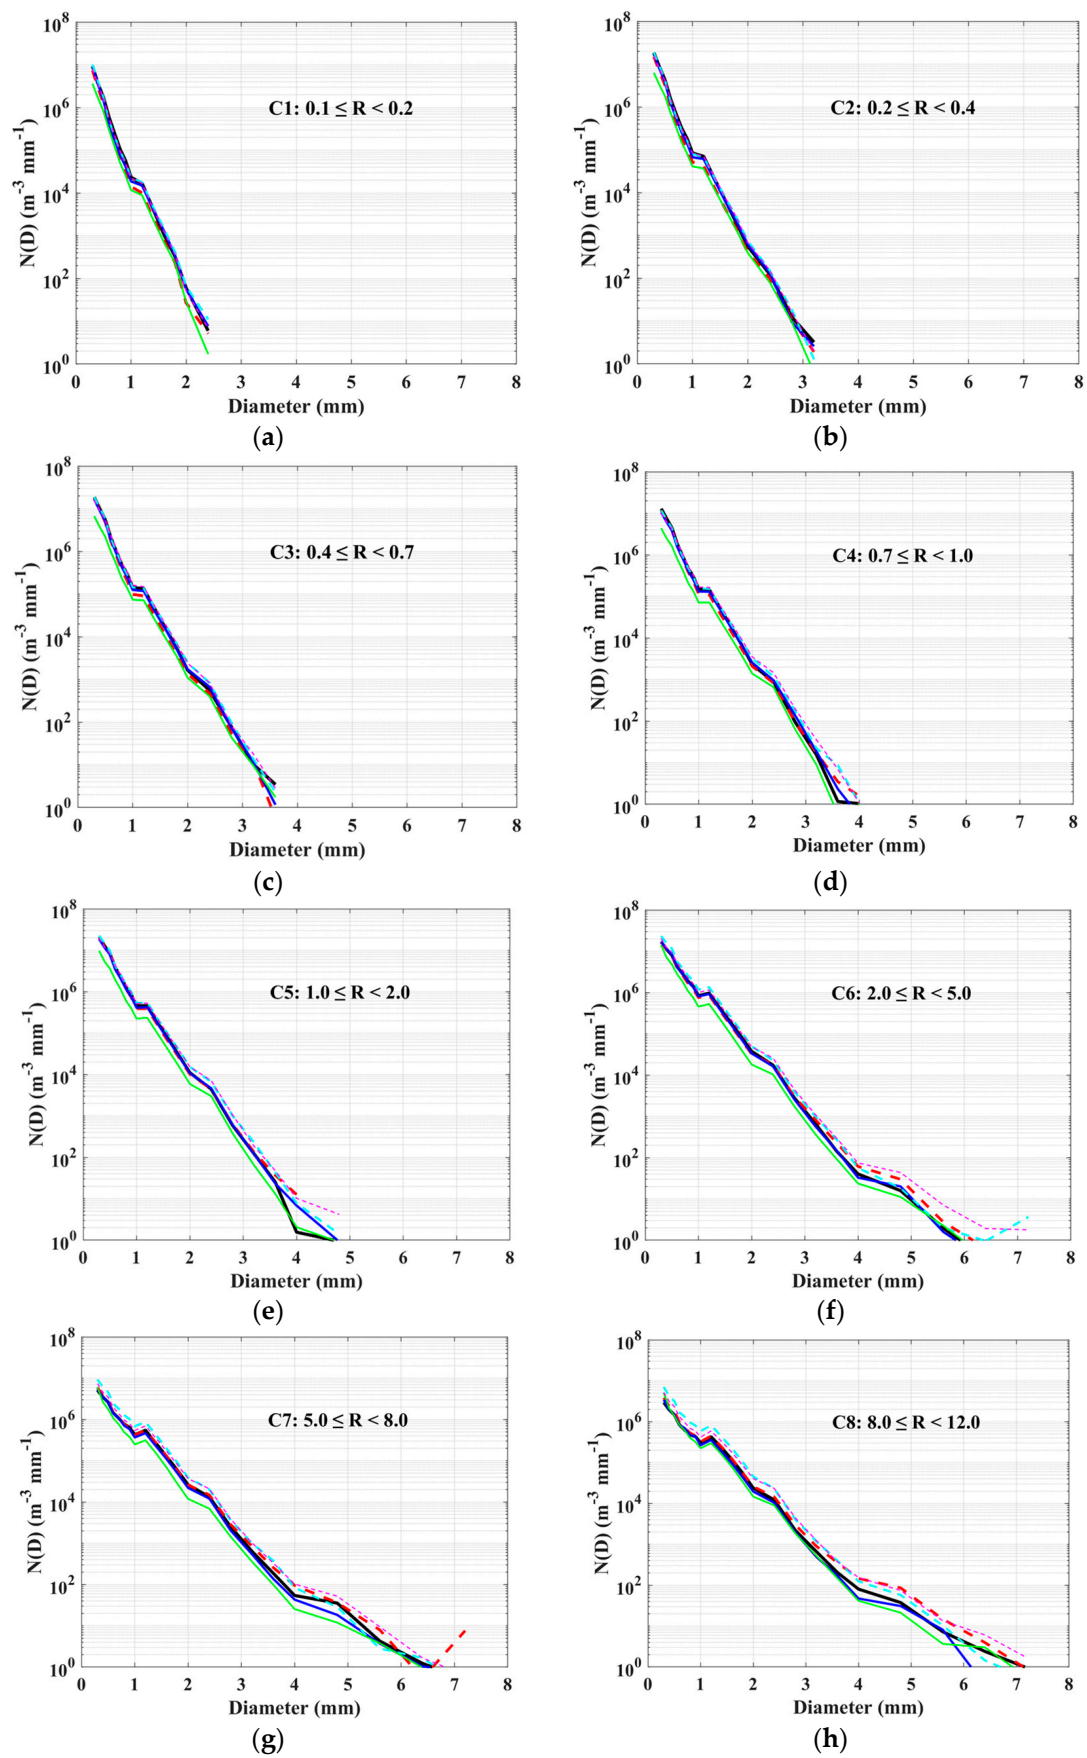 10^8
10^6
10^4
10^2
10^0
N(D) (m^-3 mm^-1)
C1: 0.1 ≤ R < 0.2
0 1 2 3 4 5 6 7 8
Diameter (mm)
(a)
10^8
10^6
10^4
10^2
10^0
N(D) (m^-3 mm^-1)
C2: 0.2 ≤ R < 0.4
0 1 2 3 4 5 6 7 8
Diameter (mm)
(b)
10^8
10^6
10^4
10^2
10^0
N(D) (m^-3 mm^-1)
C3: 0.4 ≤ R < 0.7
0 1 2 3 4 5 6 7 8
Diameter (mm)
(c)
10^8
10^6
10^4
10^2
10^0
N(D) (m^-3 mm^-1)
C4: 0.7 ≤ R < 1.0
0 1 2 3 4 5 6 7 8
Diameter (mm)
(d)
10^8
10^6
10^4
10^2
10^0
N(D) (m^-3 mm^-1)
C5: 1.0 ≤ R < 2.0
0 1 2 3 4 5 6 7 8
Diameter (mm)
(e)
10^8
10^6
10^4
10^2
10^0
N(D) (m^-3 mm^-1)
C6: 2.0 ≤ R < 5.0
0 1 2 3 4 5 6 7 8
Diameter (mm)
(f)
10^8
10^6
10^4
10^2
10^0
N(D) (m^-3 mm^-1)
C7: 5.0 ≤ R < 8.0
0 1 2 3 4 5 6 7 8
Diameter (mm)
(g)
10^8
10^6
10^4
10^2
10^0
N(D) (m^-3 mm^-1)
C8: 8.0 ≤ R < 12.0
0 1 2 3 4 5 6 7 8
Diameter (mm)
(h)